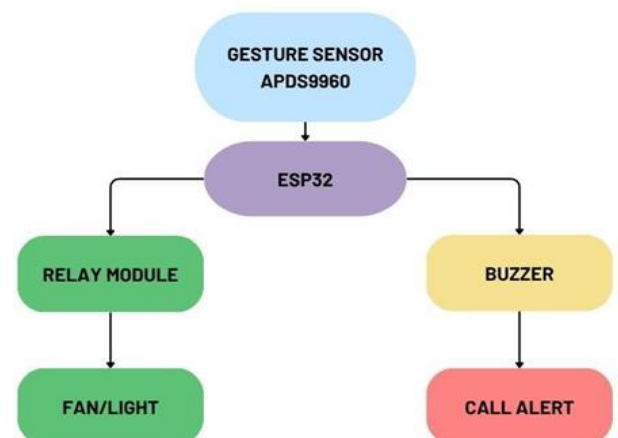 GESTURE SENSOR
APDS9960
ESP32
RELAY MODULE
BUZZER
FAN/LIGHT
CALL ALERT